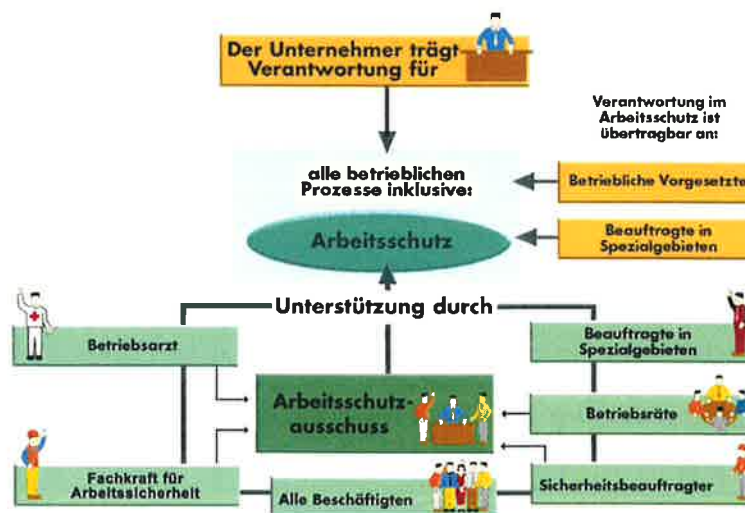 Der Unternehmer trägt
Verantwortung für
Verantwortung im
Arbeitsschutz ist
übertragbar an:
alle betrieblichen
Prozesse inklusive:
Betriebliche Vorgesetzte
Arbeitsschutz
Beauftragte in
Spezialgebieten
Unterstützung durch
Betriebsarzt
Beauftragte in
Spezialgebieten
Arbeitsschutz-
ausschuss
Betriebsräte
Fachkraft für
Arbeitssicherheit
Alle Beschäftigten
Sicherheitsbeauftragter